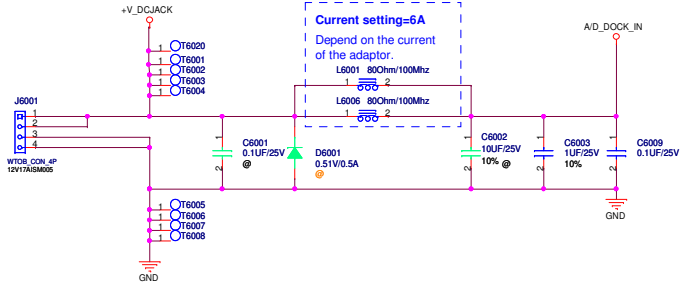 +V_DCJACK
Current setting=6A
Depend on the current
of the adaptor.
A/D_DOCK_IN
1 T6020
1 T6001
1 T6002
1 T6003
1 T6004
L6001 80Ohm/100Mhz
1 2
L6006 80Ohm/100Mhz
1 2
J6001
1
2
3
4
WTOB_CON_4P
12V17AISM005
1
C6001
0.1UF/25V
@
2
D6001
0.51V/0.5A
@
1
C6002
10UF/25V
10% @
2
1
C6003
1UF/25V
10%
2
1
C6009
0.1UF/25V
2
1 T6005
1 T6006
1 T6007
1 T6008
GND
GND